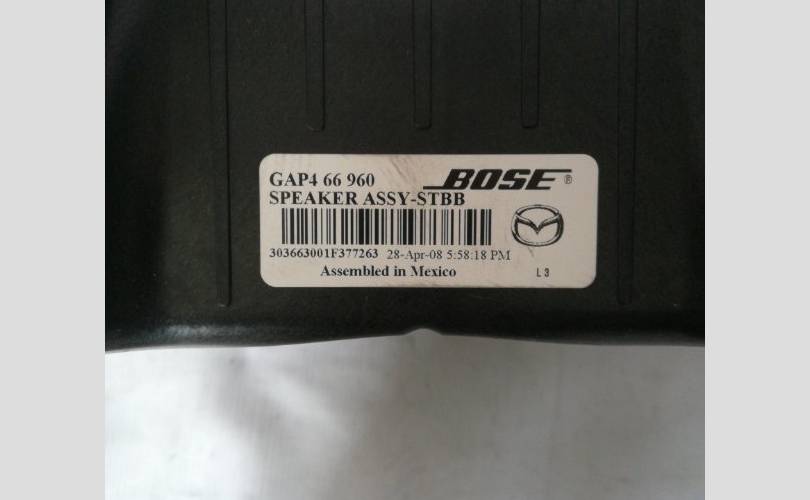 GAP4 66 960 BOSE ®
SPEAKER ASSY-STBB
303663001F377263 28-Apr-08 5:58:18 PM
Assembled in Mexico L3